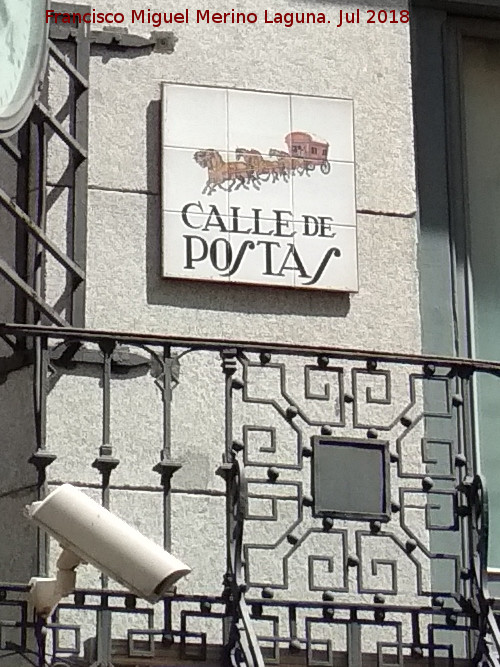 Francisco Miguel Merino Laguna. Jul 2018
CALLE DE
POSTAS